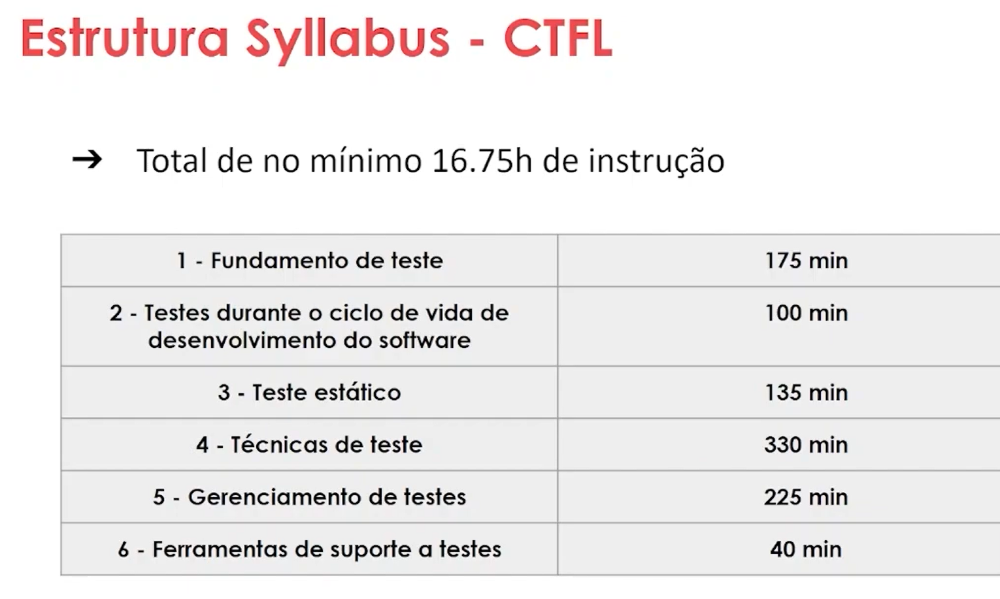 Estrutura Syllabus - CTFL
➔ Total de no mínimo 16.75h de instrução
1 - Fundamento de teste
175 min
2 - Testes durante o ciclo de vida de
desenvolvimento do software
100 min
3 - Teste estático
135 min
4 - Técnicas de teste
330 min
5 - Gerenciamento de testes
225 min
6 - Ferramentas de suporte a testes
40 min